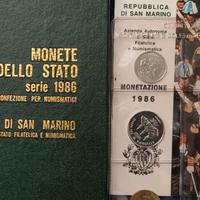 MONETE
DELLO STATO
serie 1986
CONFEZIONE PER NUMISMATICI
DI SAN MARINO
STATO FILATELICA E NUMISMATICA
REPUBBLICA
DI SAN MARINO
Azienda Autonoma
di Stato
Filatelica e
Numismatica
MONETAZIONE
1986